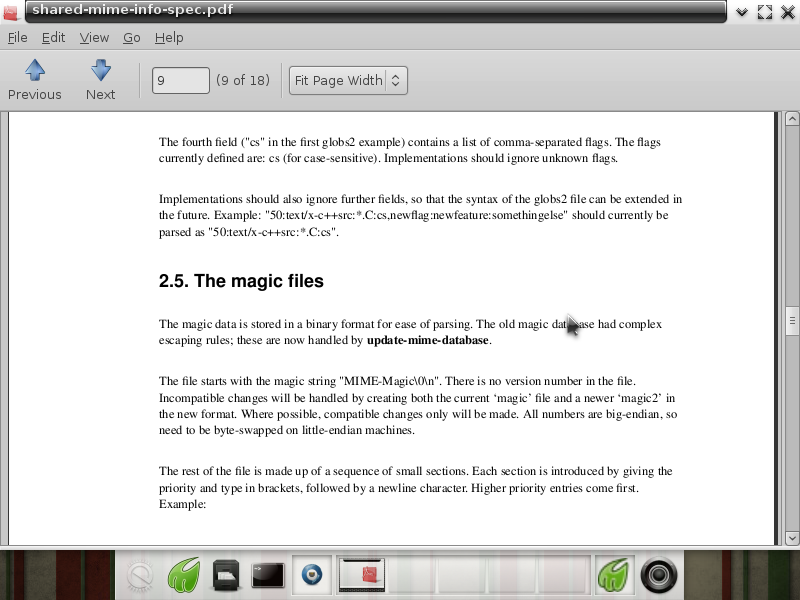 shared-mime-info-spec.pdf
File Edit View Go Help
9 (9 of 18) Fit Page Width
Previous Next
The fourth field ("cs" in the first globs2 example) contains a list of comma-separated flags. The flags
currently defined are: cs (for case-sensitive). Implementations should ignore unknown flags.
Implementations should also ignore further fields, so that the syntax of the globs2 file can be extended in
the future. Example: "50:text/x-c++src:*.C:cs,newflag:newfeature:somethingelse" should currently be
parsed as "50:text/x-c++src:*.C:cs".
2.5. The magic files
The magic data is stored in a binary format for ease of parsing. The old magic database had complex
escaping rules; these are now handled by update-mime-database.
The file starts with the magic string "MIME-Magic\0\n". There is no version number in the file.
Incompatible changes will be handled by creating both the current ‘magic’ file and a newer ‘magic2’ in
the new format. Where possible, compatible changes only will be made. All numbers are big-endian, so
need to be byte-swapped on little-endian machines.
The rest of the file is made up of a sequence of small sections. Each section is introduced by giving the
priority and type in brackets, followed by a newline character. Higher priority entries come first.
Example: